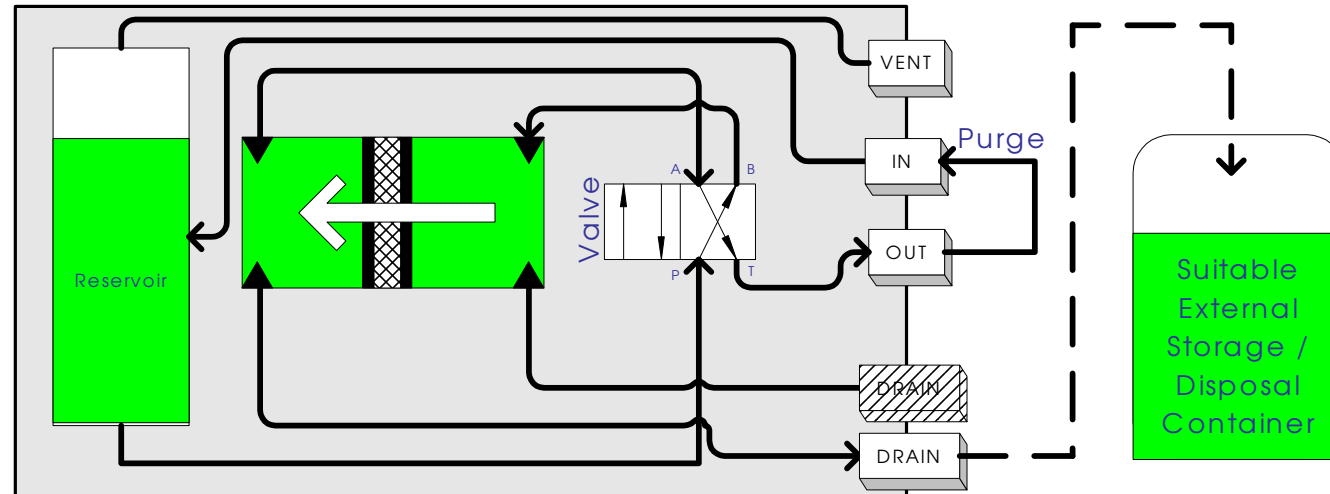 VENT
Purge
IN
A
B
Valve
OUT
Reservoir
P
T
DRAIN
DRAIN
Suitable
External
Storage /
Disposal
Container